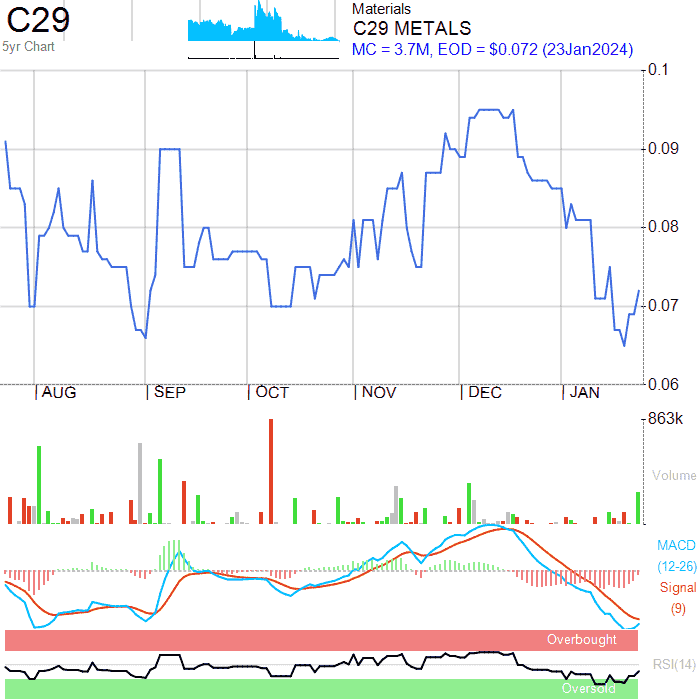 C29
5yr Chart
Materials
C29 METALS
MC = 3.7M, EOD = $0.072 (23Jan2024)
0.1
0.09
0.08
0.07
0.06
AUG SEP OCT NOV DEC JAN
863k
Volume
MACD
(12-26)
Signal
(9)
Overbought
RSI(14)
Oversold